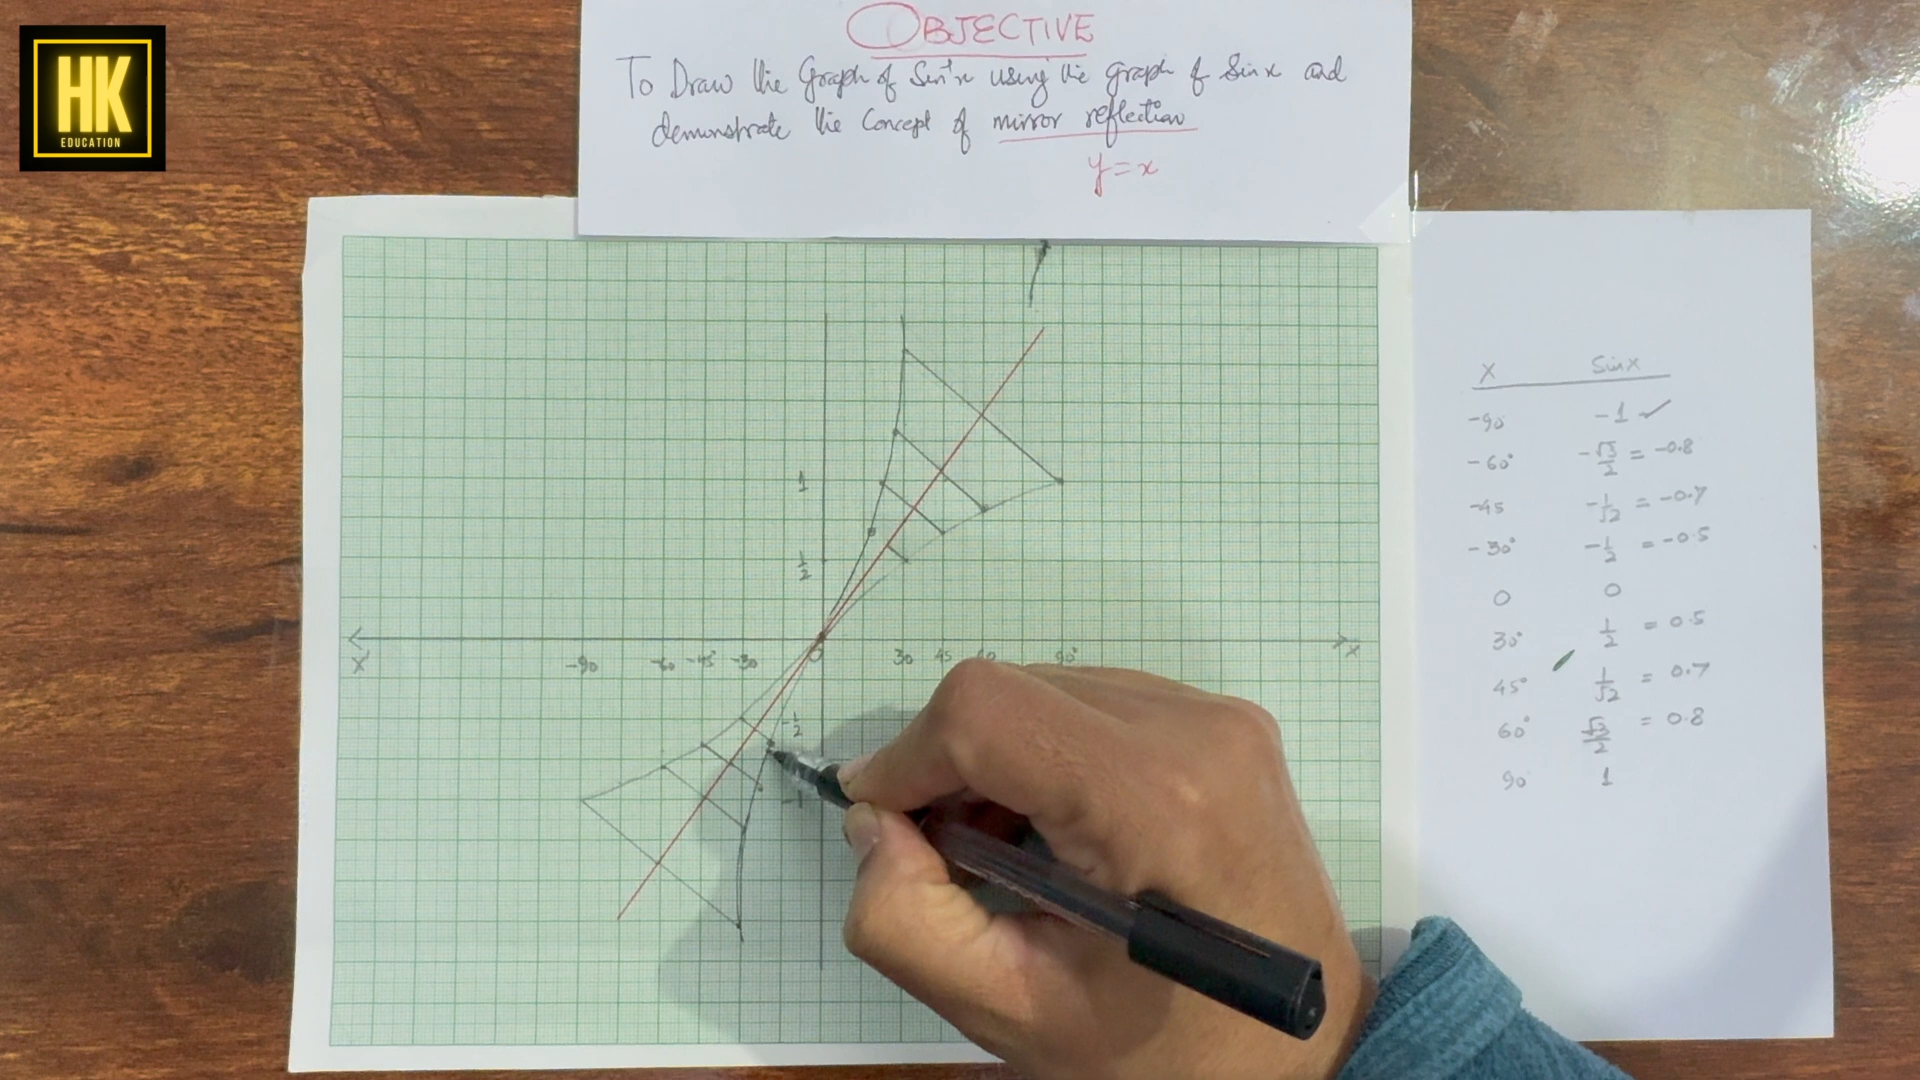 HK
EDUCATION
OBJECTIVE
To Draw the Graph of Sin⁻¹x using the graph of Sin x and
demonstrate the Concept of mirror reflection
y = x
1
1/2
X' -90 -60 -45° -30 O 30 45 60 90° X
-1/2
-1
X Sinx
-90 -1 ✓
-60° -√3/2 = -0.8
-45 -1/√2 = -0.7
-30° -1/2 = -0.5
0 0
30° 1/2 = 0.5
45° 1/√2 = 0.7
60° √3/2 = 0.8
90 1